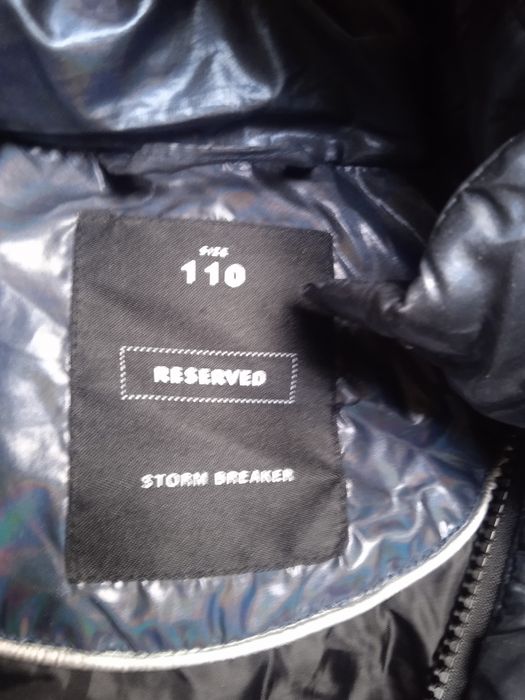 SIZE
110
RESERVED
STORM BREAKER